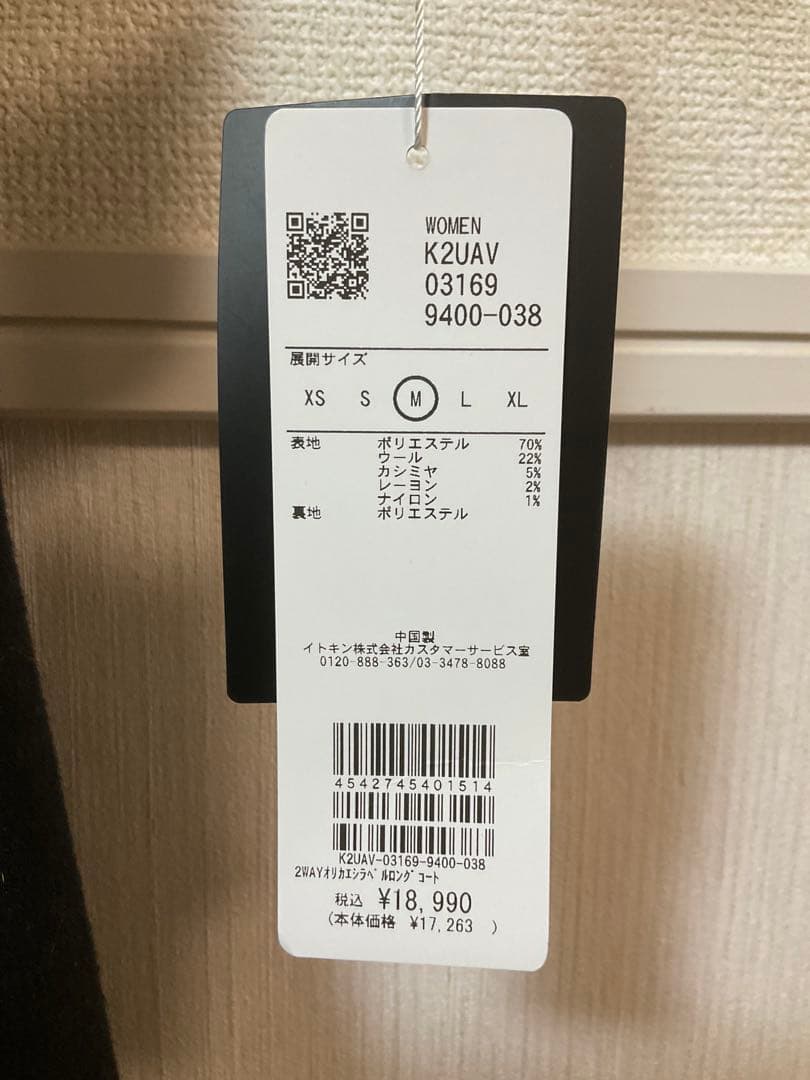 WOMEN
K2UAV
03169
9400-038
展開サイズ
XS S M L XL
表地 ポリエステル 70%
ウール 22%
カシミヤ 5%
レーヨン 2%
ナイロン 1%
裏地 ポリエステル
中国製
イトキン株式会社カスタマーサービス室
0120-888-363/03-3478-8088
4542745401514
K2UAV-03169-9400-038
2WAYｵﾘｶｴｼﾗﾍﾞﾙﾛﾝｸﾞｺｰﾄ
税込 ¥18,990
(本体価格 ¥17,263 )